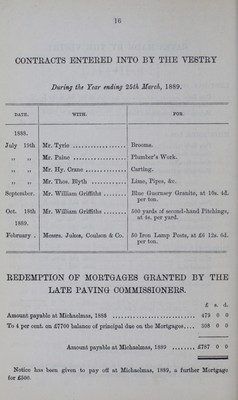 16
CONTRACTS ENTERED INTO BY THE VESTRY
During the Year ending 25th March, 1889.
DATE. WITH. FOR.
1888.
July 19th Mr. Tyrie ............ Brooms.
„ „ Mr. Paine ............ Plumber's Work.
„ „ Mr. Hy. Crane ............ Carting.
„ „ Mr. Thos. Blyth ............ Lime, Pipes, &c.
September. Mr. William Griffiths ........ Blue Guernsey Granite, at 16s. 4d.
per ton.
Oct. 18th Mr. William Griffiths ........ 500 yards of second-hand Pitchings,
at 4s. per yard.
1889.
February . Messrs. Jukes, Coulson & Co. 50 Iron Lamp Posts, at £6 12s. 0d.
per ton.
REDEMPTION OF MORTGAGES GRANTED BY THE
LATE PAVING COMMISSIONERS.
£ s. d.
Amount payable at Michaelmas, 1888 ............ 479 0 0
To 4 per cent. on £7700 balance of principal due on the Mortgages.... 308 0 0
Amount payable at Michaelmas, 1889 ........ £787 0 0
Notice has been given to pay off at Michaelmas, 1889, a further Mortgage
for £500.